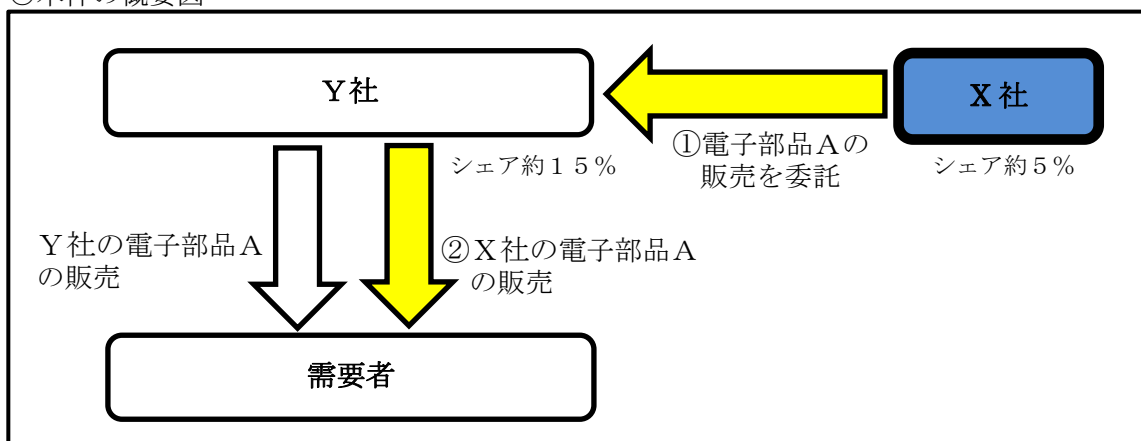 Y社
X社
①電子部品Aの
販売を委託
シェア約15%
シェア約5%
Y社の電子部品A
の販売
②X社の電子部品A
の販売
需要者